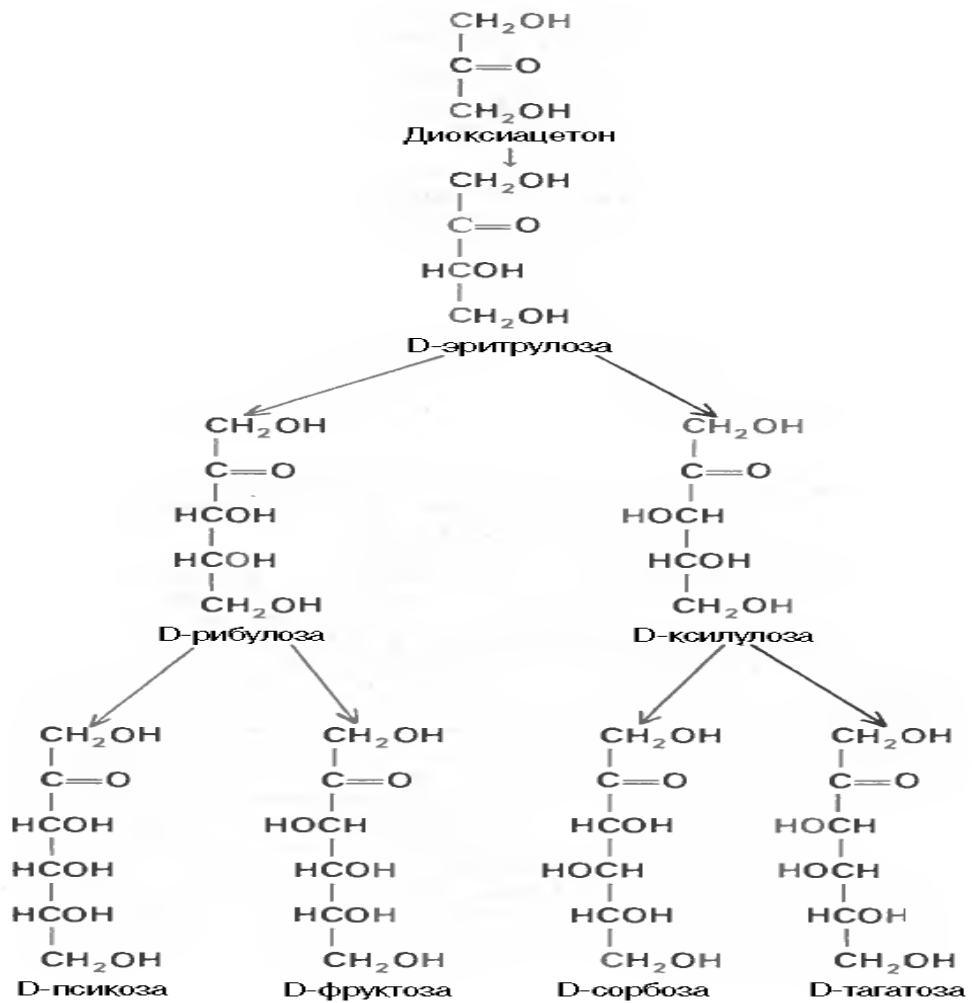 CH₂OH
C=O
CH₂OH
Диоксиацетон
CH₂OH
C=O
HCOH
CH₂OH
D-эритрулоза
CH₂OH CH₂OH
C=O C=O
HCOH HOCH
HCOH HCOH
CH₂OH CH₂OH
D-рибулоза D-ксилулоза
CH₂OH CH₂OH CH₂OH CH₂OH
C=O C=O C=O C=O
HCOH HOCH HCOH HOCH
HCOH HCOH HOCH HOCH
HCOH HCOH HCOH HCOH
CH₂OH CH₂OH CH₂OH CH₂OH
D-псикоза D-фруктоза D-сорбоза D-тагатоза